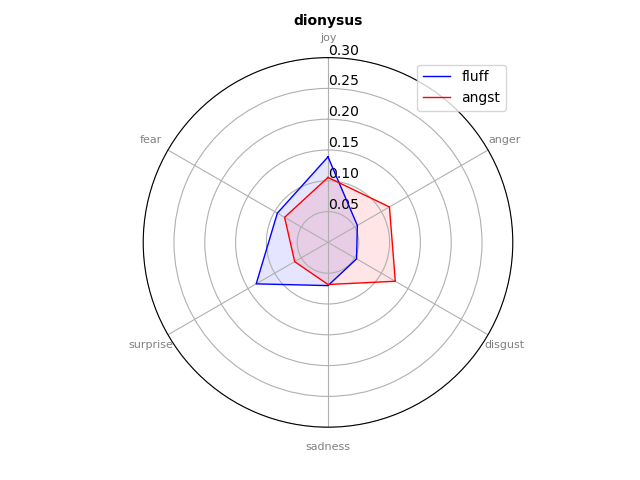 dionysus
joy
0.30
fluff
angst
0.25
0.20
fear
anger
0.15
0.10
0.05
surprise
disgust
sadness